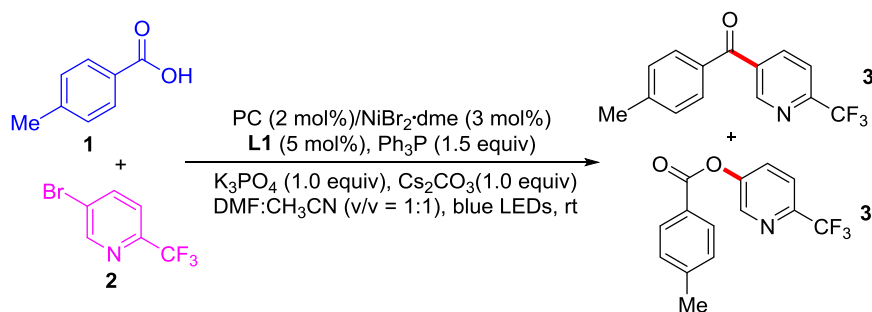 O
OH
Me
1
+
Br
N
CF₃
2
PC (2 mol%)/NiBr₂·dme (3 mol%)
L1 (5 mol%), Ph₃P (1.5 equiv)
K₃PO₄ (1.0 equiv), Cs₂CO₃(1.0 equiv)
DMF:CH₃CN (v/v = 1:1), blue LEDs, rt
O
Me
N
CF₃
3
+
O
O
N
CF₃
3
Me